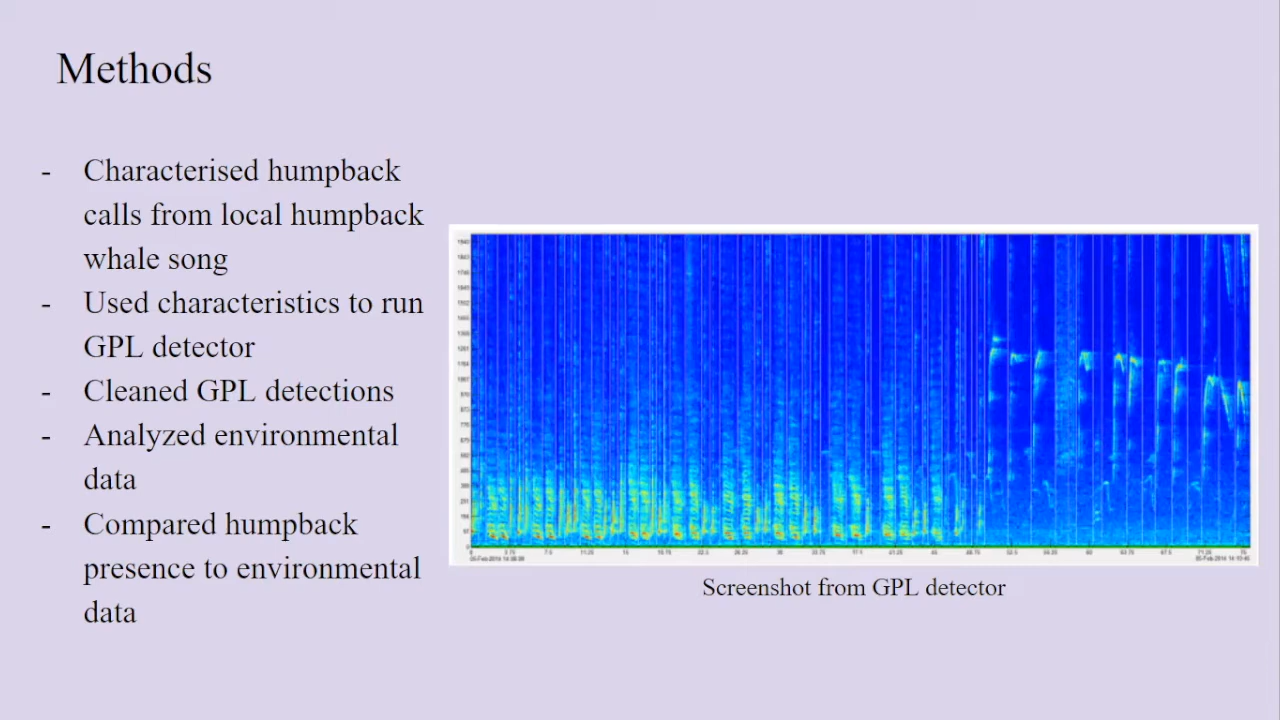 Methods
- Characterised humpback
calls from local humpback
whale song
- Used characteristics to run
GPL detector
- Cleaned GPL detections
- Analyzed environmental
data
- Compared humpback
presence to environmental
data
Screenshot from GPL detector